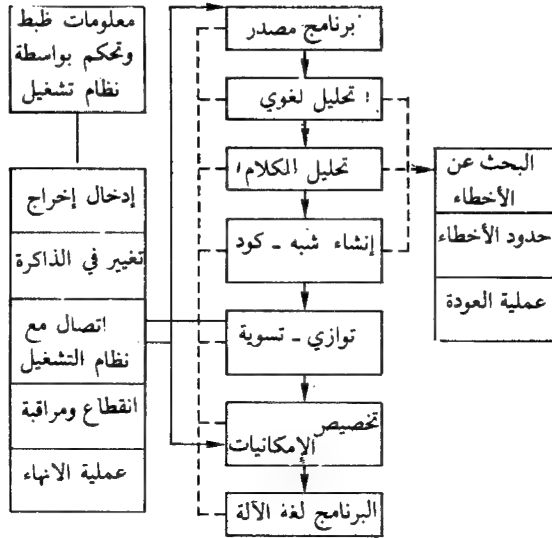 معلومات ظبط
وتحكم بواسطة
نظام تشغيل
إدخال إخراج
تغيير في الذاكرة
اتصال مع
نظام التشغيل
انقطاع ومراقبة
عملية الانهاء
برنامج مصدر
تحليل لغوي !
تحليل الكلام !
إنشاء شبه - كود
توازي - تسوية
تخصيص
الإمكانيات
البرنامج لغة الآلة
البحث عن
الأخطاء
حدود الأخطاء
عملية العودة